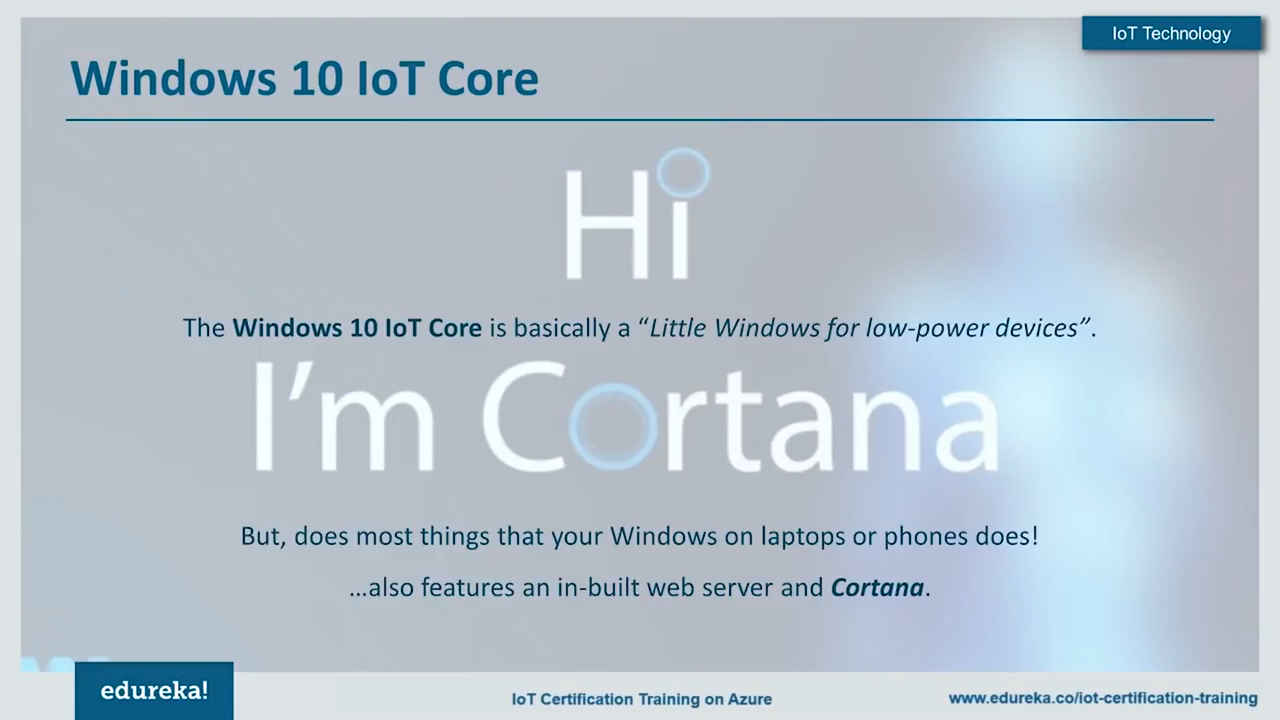 IoT Technology
Windows 10 IoT Core
Hi
The Windows 10 IoT Core is basically a “Little Windows for low-power devices”.
I’m Cortana
But, does most things that your Windows on laptops or phones does!
...also features an in-built web server and Cortana.
edureka!
IoT Certification Training on Azure
www.edureka.co/iot-certification-training